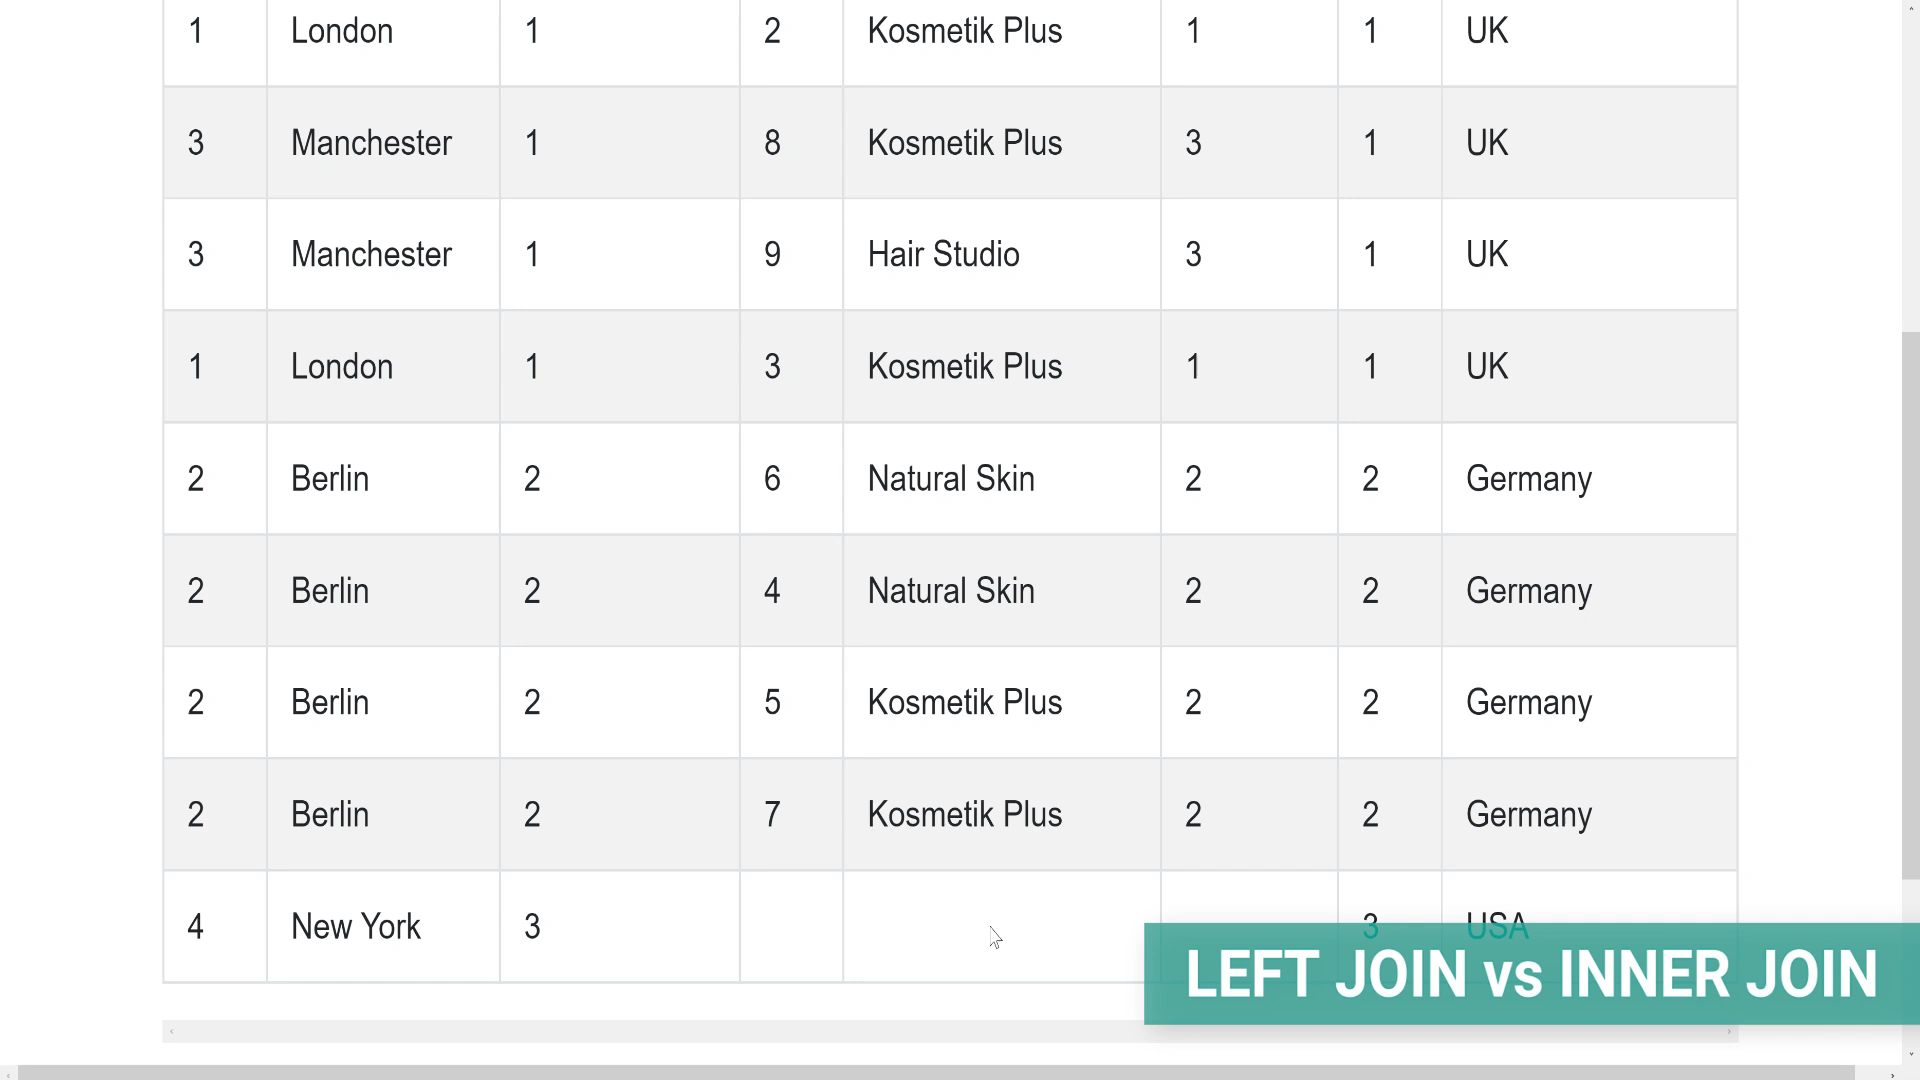 1 London 1 2 Kosmetik Plus 1 1 UK
3 Manchester 1 8 Kosmetik Plus 3 1 UK
3 Manchester 1 9 Hair Studio 3 1 UK
1 London 1 3 Kosmetik Plus 1 1 UK
2 Berlin 2 6 Natural Skin 2 2 Germany
2 Berlin 2 4 Natural Skin 2 2 Germany
2 Berlin 2 5 Kosmetik Plus 2 2 Germany
2 Berlin 2 7 Kosmetik Plus 2 2 Germany
4 New York 3 3 USA
LEFT JOIN vs INNER JOIN